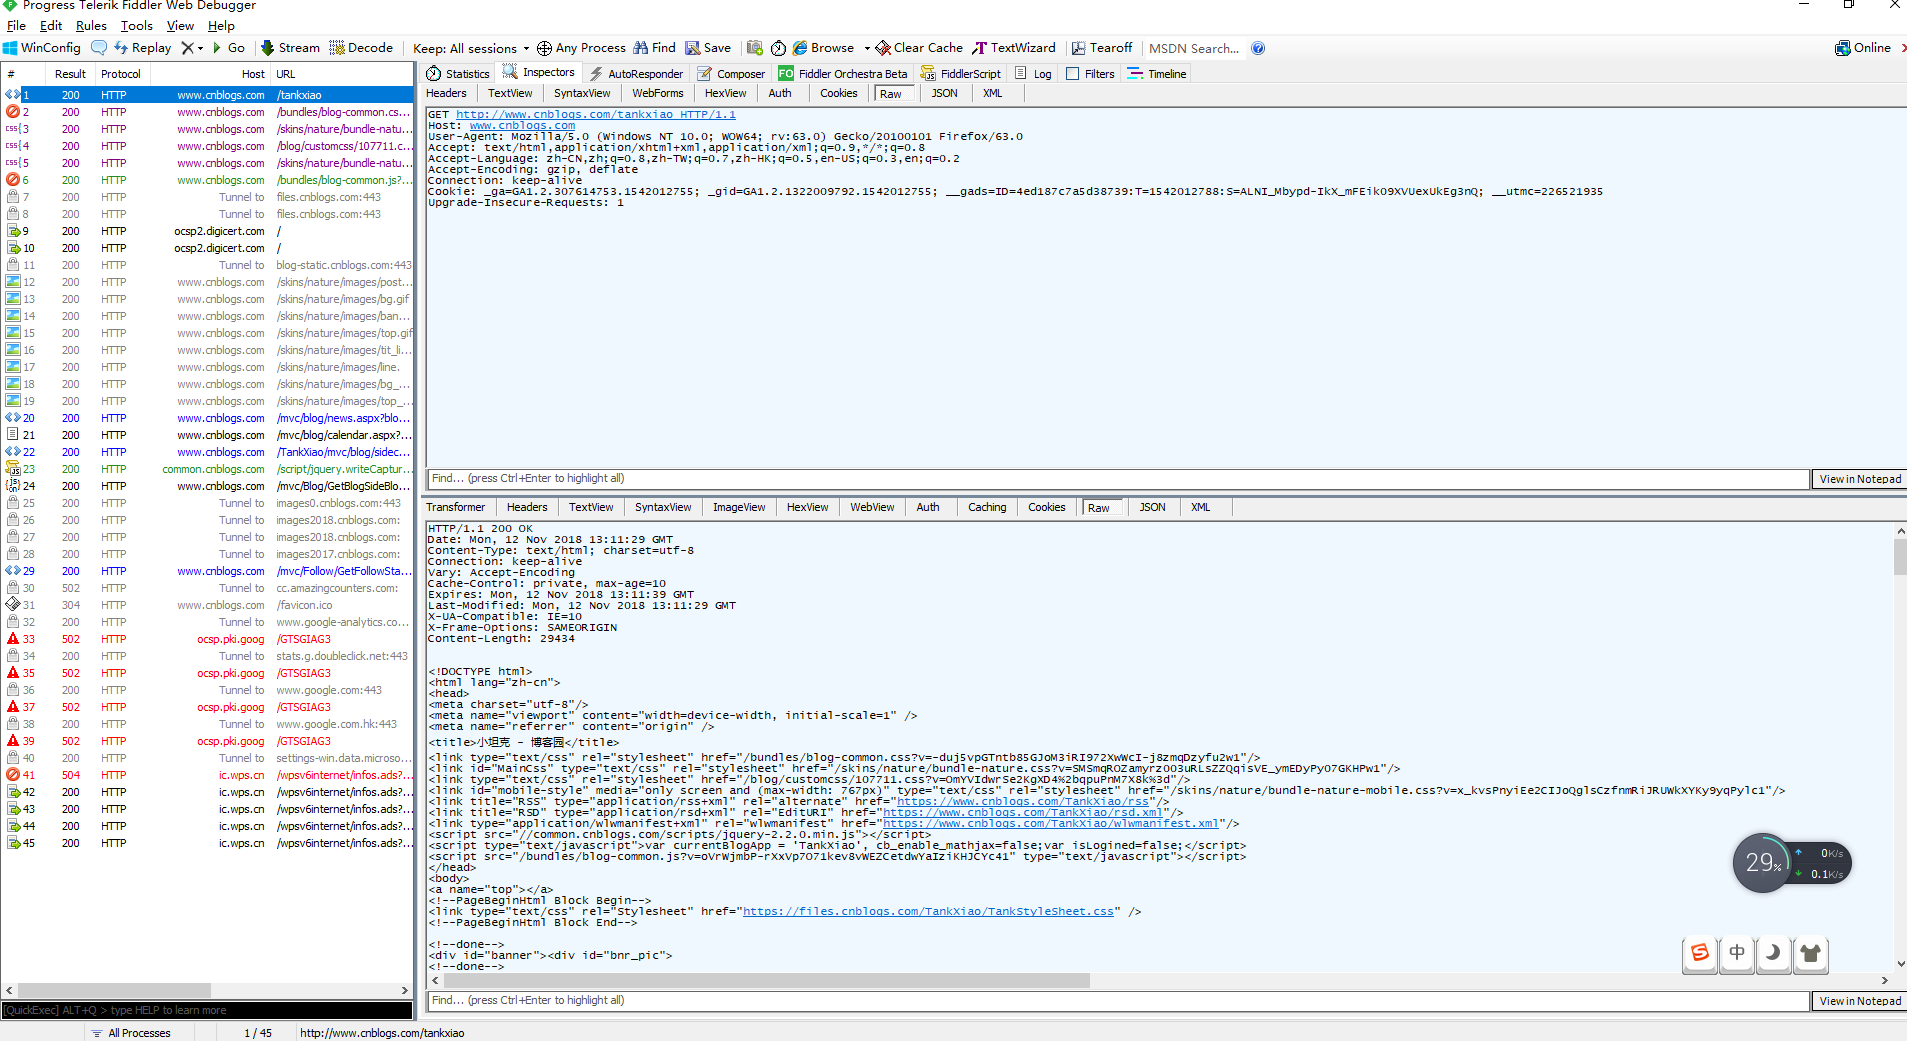 Progress Telerik Fiddler Web Debugger
File Edit Rules Tools View Help
WinConfig Replay Go Stream Decode Keep: All sessions Any Process Find Save Browse Clear Cache TextWizard Tearoff MSDN Search... Online
# Result Protocol Host URL
1 200 HTTP www.cnblogs.com /tankxiao
2 200 HTTP www.cnblogs.com /bundles/blog-common.cs...
3 200 HTTP www.cnblogs.com /skins/nature/bundle-natu...
4 200 HTTP www.cnblogs.com /blog/customcss/107711.c...
5 200 HTTP www.cnblogs.com /skins/nature/bundle-natu...
6 200 HTTP www.cnblogs.com /bundles/blog-common.js?...
7 200 HTTP Tunnel to files.cnblogs.com:443
8 200 HTTP Tunnel to files.cnblogs.com:443
9 200 HTTP ocsp2.digicert.com /
10 200 HTTP ocsp2.digicert.com /
11 200 HTTP Tunnel to blog-static.cnblogs.com:443
12 200 HTTP www.cnblogs.com /skins/nature/images/post...
13 200 HTTP www.cnblogs.com /skins/nature/images/bg.gif
14 200 HTTP www.cnblogs.com /skins/nature/images/ban...
15 200 HTTP www.cnblogs.com /skins/nature/images/top.gif
16 200 HTTP www.cnblogs.com /skins/nature/images/tit_li...
17 200 HTTP www.cnblogs.com /skins/nature/images/line.
18 200 HTTP www.cnblogs.com /skins/nature/images/bg_...
19 200 HTTP www.cnblogs.com /skins/nature/images/top_...
20 200 HTTP www.cnblogs.com /mvc/blog/news.aspx?blo...
21 200 HTTP www.cnblogs.com /mvc/blog/calendar.aspx?...
22 200 HTTP www.cnblogs.com /TankXiao/mvc/blog/sidec...
23 200 HTTP common.cnblogs.com /script/jquery.writeCaptur...
24 200 HTTP www.cnblogs.com /mvc/Blog/GetBlogSideBlo...
25 200 HTTP Tunnel to images0.cnblogs.com:443
26 200 HTTP Tunnel to images2018.cnblogs.com:
27 200 HTTP Tunnel to images2018.cnblogs.com:
28 200 HTTP Tunnel to images2017.cnblogs.com:
29 200 HTTP www.cnblogs.com /mvc/Follow/GetFollowSta...
30 502 HTTP Tunnel to cc.amazingcounters.com:
31 304 HTTP www.cnblogs.com /favicon.ico
32 200 HTTP Tunnel to www.google-analytics.co...
33 502 HTTP ocsp.pki.goog /GTSGIAG3
34 200 HTTP Tunnel to stats.g.doubleclick.net:443
35 502 HTTP ocsp.pki.goog /GTSGIAG3
36 200 HTTP Tunnel to www.google.com:443
37 502 HTTP ocsp.pki.goog /GTSGIAG3
38 200 HTTP Tunnel to www.google.com.hk:443
39 502 HTTP ocsp.pki.goog /GTSGIAG3
40 200 HTTP Tunnel to settings-win.data.microso...
41 504 HTTP ic.wps.cn /wpsv6internet/infos.ads?...
42 200 HTTP ic.wps.cn /wpsv6internet/infos.ads?...
43 200 HTTP ic.wps.cn /wpsv6internet/infos.ads?...
44 200 HTTP ic.wps.cn /wpsv6internet/infos.ads?...
45 200 HTTP ic.wps.cn /wpsv6internet/infos.ads?...
[QuickExec] ALT+Q > type HELP to learn more
All Processes 1 / 45 http://www.cnblogs.com/tankxiao
Statistics Inspectors AutoResponder Composer FO Fiddler Orchestra Beta FiddlerScript Log Filters Timeline
Headers TextView SyntaxView WebForms HexView Auth Cookies Raw JSON XML
GET http://www.cnblogs.com/tankxiao HTTP/1.1
Host: www.cnblogs.com
User-Agent: Mozilla/5.0 (Windows NT 10.0; WOW64; rv:63.0) Gecko/20100101 Firefox/63.0
Accept: text/html,application/xhtml+xml,application/xml;q=0.9,*/*;q=0.8
Accept-Language: zh-CN,zh;q=0.8,zh-TW;q=0.7,zh-HK;q=0.5,en-US;q=0.3,en;q=0.2
Accept-Encoding: gzip, deflate
Connection: keep-alive
Cookie: _ga=GA1.2.307614753.1542012755; _gid=GA1.2.1322009792.1542012755; __gads=ID=4ed187c7a5d38739:T=1542012788:S=ALNI_Mbypd-IkX_mFEik09XVUexUkEg3nQ; __utmc=226521935
Upgrade-Insecure-Requests: 1
Find... (press Ctrl+Enter to highlight all) View in Notepad
Transformer Headers TextView SyntaxView ImageView HexView WebView Auth Caching Cookies Raw JSON XML
HTTP/1.1 200 OK
Date: Mon, 12 Nov 2018 13:11:29 GMT
Content-Type: text/html; charset=utf-8
Connection: keep-alive
Vary: Accept-Encoding
Cache-Control: private, max-age=10
Expires: Mon, 12 Nov 2018 13:11:39 GMT
Last-Modified: Mon, 12 Nov 2018 13:11:29 GMT
X-UA-Compatible: IE=10
X-Frame-Options: SAMEORIGIN
Content-Length: 29434
<!DOCTYPE html>
<html lang="zh-cn">
<head>
<meta charset="utf-8"/>
<meta name="viewport" content="width=device-width, initial-scale=1" />
<meta name="referrer" content="origin" />
<title>小坦克 - 博客园</title>
<link type="text/css" rel="stylesheet" href="/bundles/blog-common.css?v=-duj5vpGTntb85GJoM3iRI972XwWcI-j8zmqDzyfu2w1"/>
<link id="MainCss" type="text/css" rel="stylesheet" href="/skins/nature/bundle-nature.css?v=SMSmqROZamyrz0O3uRLsZZQqisVE_ymEDyPy07GKHPw1"/>
<link type="text/css" rel="stylesheet" href="/blog/customcss/107711.css?v=OmYVIdwrSe2KgXD4%2bqpuPnM7X8k%3d"/>
<link id="mobile-style" media="only screen and (max-width: 767px)" type="text/css" rel="stylesheet" href="/skins/nature/bundle-nature-mobile.css?v=x_kvsPnyiEe2CIJoQglsCzfnmRiJRUWkXYKy9yqPylc1"/>
<link title="RSS" type="application/rss+xml" rel="alternate" href="https://www.cnblogs.com/TankXiao/rss"/>
<link title="RSD" type="application/rsd+xml" rel="EditURI" href="https://www.cnblogs.com/TankXiao/rsd.xml"/>
<link type="application/wlwmanifest+xml" rel="wlwmanifest" href="https://www.cnblogs.com/TankXiao/wlwmanifest.xml"/>
<script src="//common.cnblogs.com/scripts/jquery-2.2.0.min.js"></script>
<script type="text/javascript">var currentBlogApp = 'TankXiao', cb_enable_mathjax=false;var isLogined=false;</script>
<script src="/bundles/blog-common.js?v=oVrWjmbP-rXxVp7O71kev8vWEZCetdwYaIziKHJCYc41" type="text/javascript"></script>
</head>
<body>
<a name="top"></a>
<!--PageBeginHtml Block Begin-->
<link type="text/css" rel="Stylesheet" href="https://files.cnblogs.com/TankXiao/TankStyleSheet.css" />
<!--PageBeginHtml Block End-->
<!--done-->
<div id="banner"><div id="bnr_pic">
<!--done-->
29% 0K/s
0.1K/s
中
Find... (press Ctrl+Enter to highlight all) View in Notepad